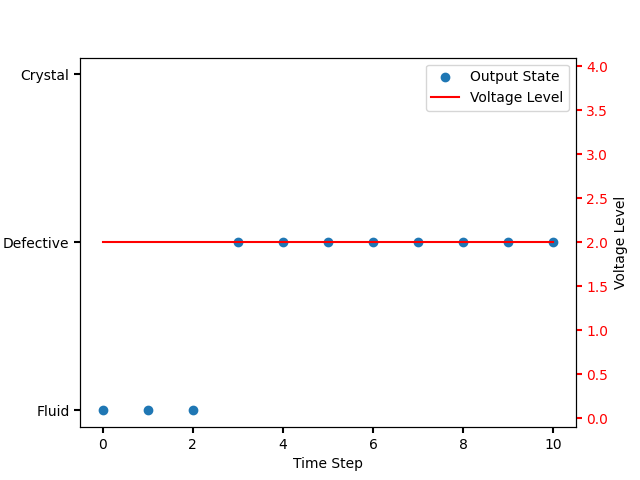 Crystal
Defective
Fluid
Output State
Voltage Level
4.0
3.5
3.0
2.5
2.0
1.5
1.0
0.5
0.0
Voltage Level
0 2 4 6 8 10
Time Step